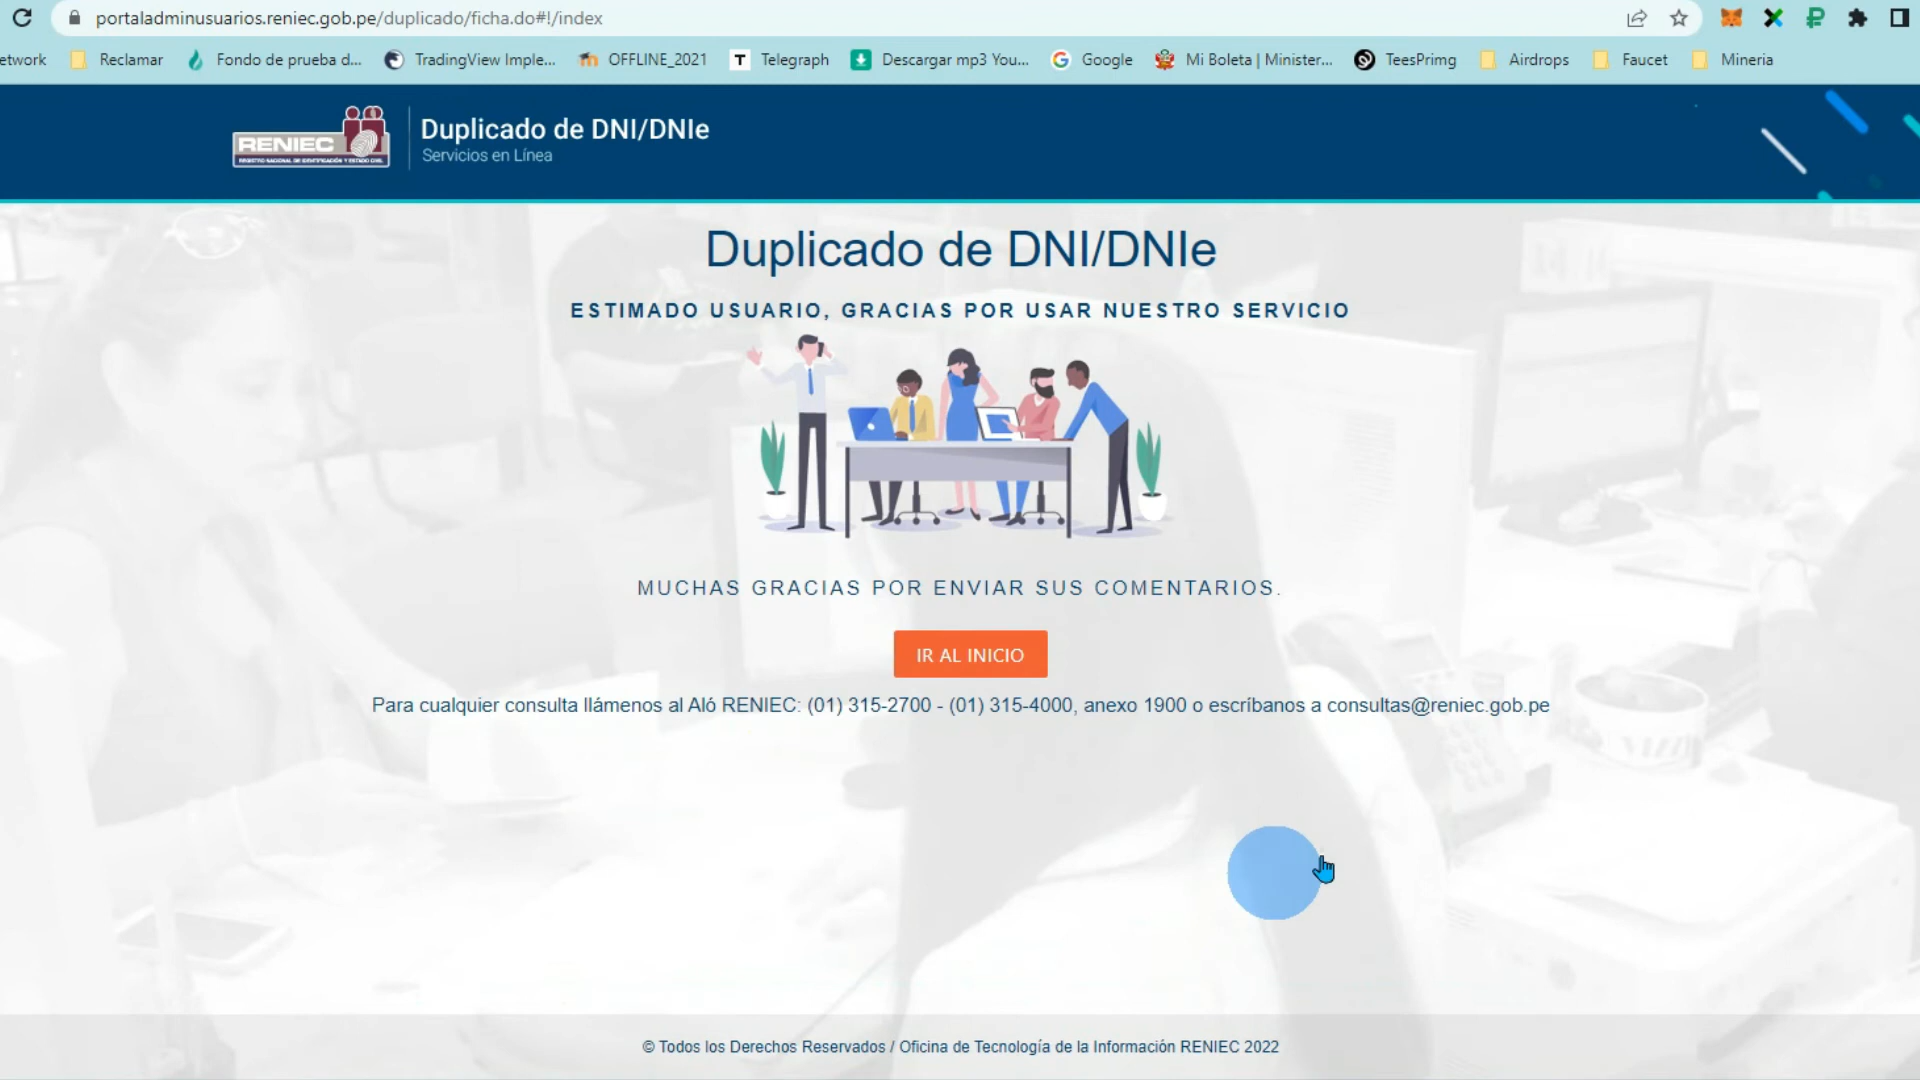 portaladminusuarios.reniec.gob.pe/duplicado/ficha.do#!/index
etwork Reclamar Fondo de prueba d... TradingView Imple... OFFLINE_2021 T Telegraph Descargar mp3 You... Google Mi Boleta | Minister... TeesPrimg Airdrops Faucet Mineria
RENIEC
REGISTRO NACIONAL DE IDENTIFICACIÓN Y ESTADO CIVIL
Duplicado de DNI/DNIe
Servicios en Línea
Duplicado de DNI/DNIe
ESTIMADO USUARIO, GRACIAS POR USAR NUESTRO SERVICIO
MUCHAS GRACIAS POR ENVIAR SUS COMENTARIOS.
IR AL INICIO
Para cualquier consulta llámenos al Aló RENIEC: (01) 315-2700 - (01) 315-4000, anexo 1900 o escríbanos a consultas@reniec.gob.pe
© Todos los Derechos Reservados / Oficina de Tecnología de la Información RENIEC 2022